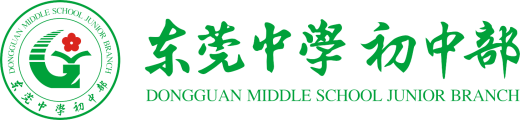 DONGGUAN MIDDLE SCHOOL JUNIOR BRANCH
东莞中学初中部
东莞中学 初中部
DONGGUAN MIDDLE SCHOOL JUNIOR BRANCH